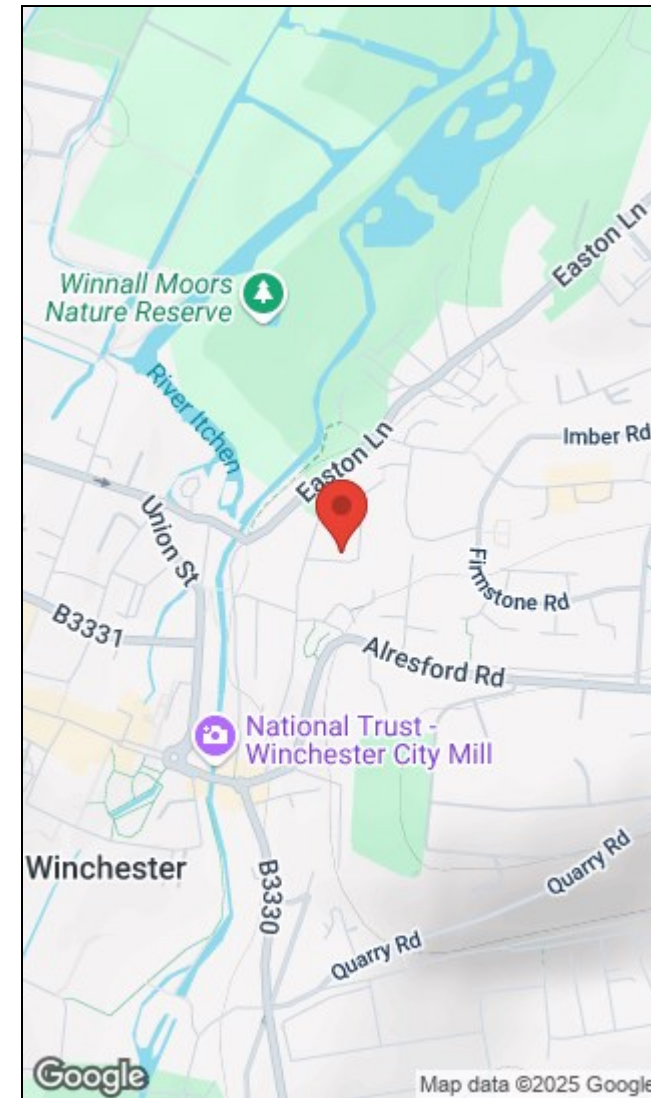 Easton Ln
Winnall Moors
Nature Reserve
River Itchen
Imber Rd
Easton Ln
Union St
Firmstone Rd
B3331
Alresford Rd
National Trust -
Winchester City Mill
Winchester
B3330
Quarry Rd
Quarry Rd
Google
Map data ©2025 Google